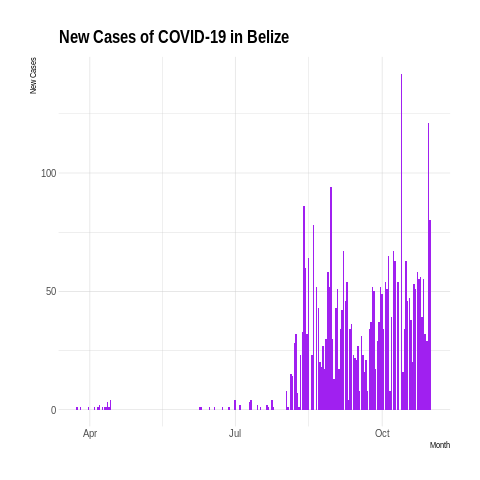 New Cases of COVID-19 in Belize
New Cases
100
50
0
Apr Jul Oct
Month